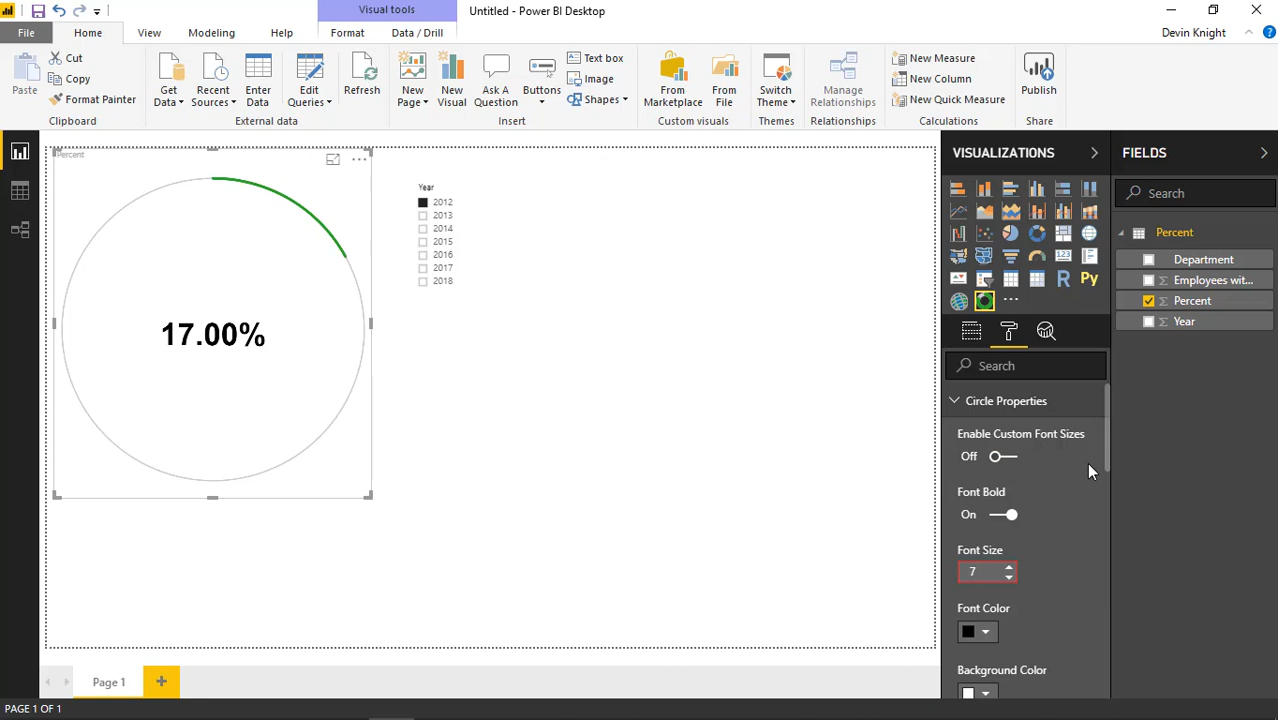 Visual tools
Untitled - Power BI Desktop
File
Home
View
Modeling
Help
Format
Data / Drill
Devin Knight
Paste
Cut
Copy
Format Painter
Clipboard
Get Data
Recent Sources
Enter Data
Edit Queries
Refresh
External data
New Page
New Visual
Ask A Question
Buttons
Text box
Image
Shapes
Insert
From Marketplace
From File
Custom visuals
Switch Theme
Themes
Manage Relationships
Relationships
New Measure
New Column
New Quick Measure
Calculations
Publish
Share
Percent
17.00%
Year
2012
2013
2014
2015
2016
2017
2018
VISUALIZATIONS
123
R
Py
Search
Circle Properties
Enable Custom Font Sizes
Off
Font Bold
On
Font Size
7
Font Color
Background Color
FIELDS
Search
Percent
Department
Σ Employees wit...
Σ Percent
Σ Year
Page 1
PAGE 1 OF 1